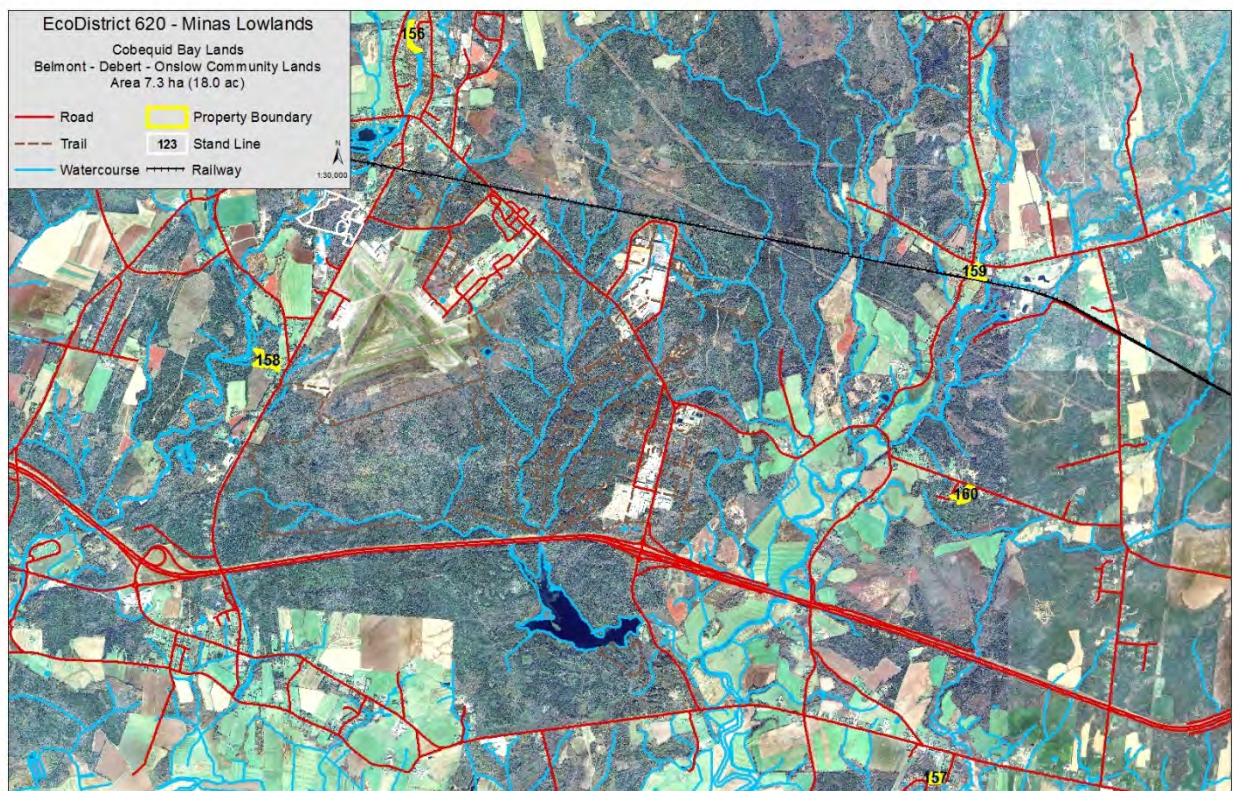 EcoDistrict 620 - Minas Lowlands
Cobequid Bay Lands
Belmont - Debert - Onslow Community Lands
Area 7.3 ha (18.0 ac)
Road
Property Boundary
Trail
123 Stand Line
Watercourse
Railway
N
1:30,000
156
159
158
160
157